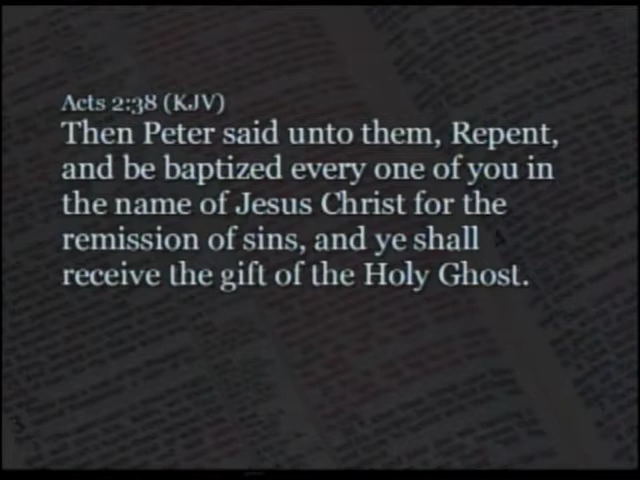 Acts 2:38 (KJV)
Then Peter said unto them, Repent,
and be baptized every one of you in
the name of Jesus Christ for the
remission of sins, and ye shall
receive the gift of the Holy Ghost.